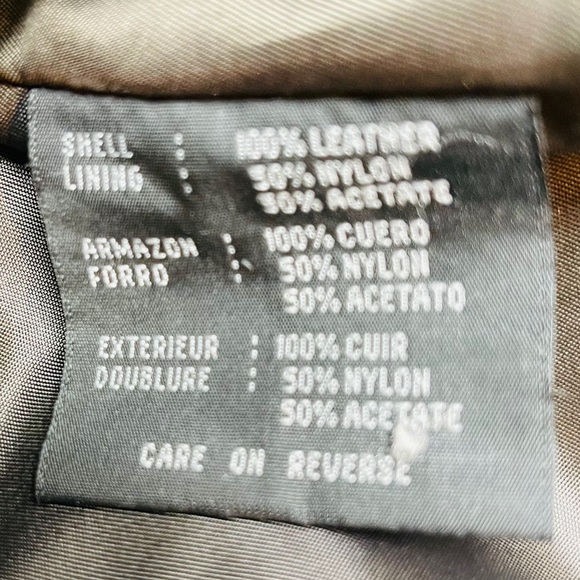 SHELL : 100% LEATHER
LINING : 50% NYLON
50% ACETATE
ARMAZON : 100% CUERO
FORRO : 50% NYLON
50% ACETATO
EXTERIEUR : 100% CUIR
DOUBLURE : 50% NYLON
50% ACETATE
CARE ON REVERSE